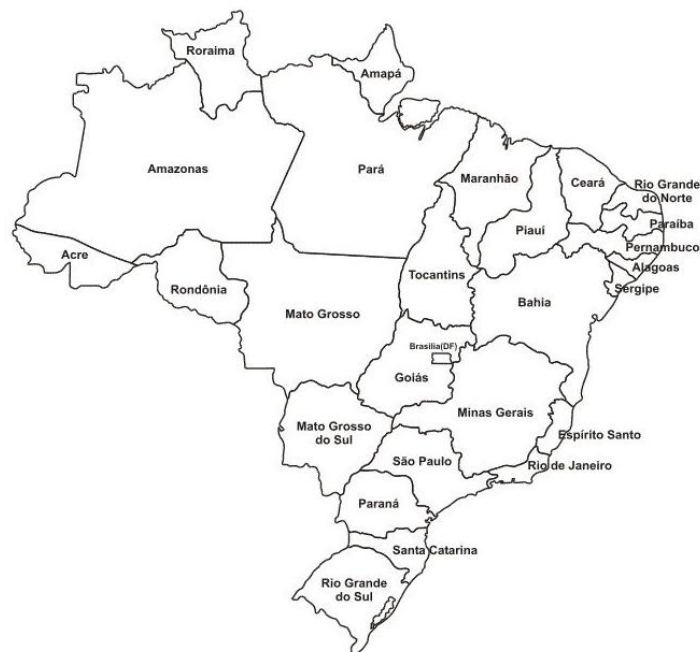 Roraima
Amapá
Amazonas
Pará
Maranhão
Ceará
Rio Grande
do Norte
Paraíba
Piauí
Pernambuco
Acre
Alagoas
Tocantins
Rondônia
Sergipe
Bahia
Mato Grosso
Brasilia(DF)
Goiás
Minas Gerais
Mato Grosso
do Sul
Espírito Santo
São Paulo
Rio de Janeiro
Paraná
Santa Catarina
Rio Grande
do Sul